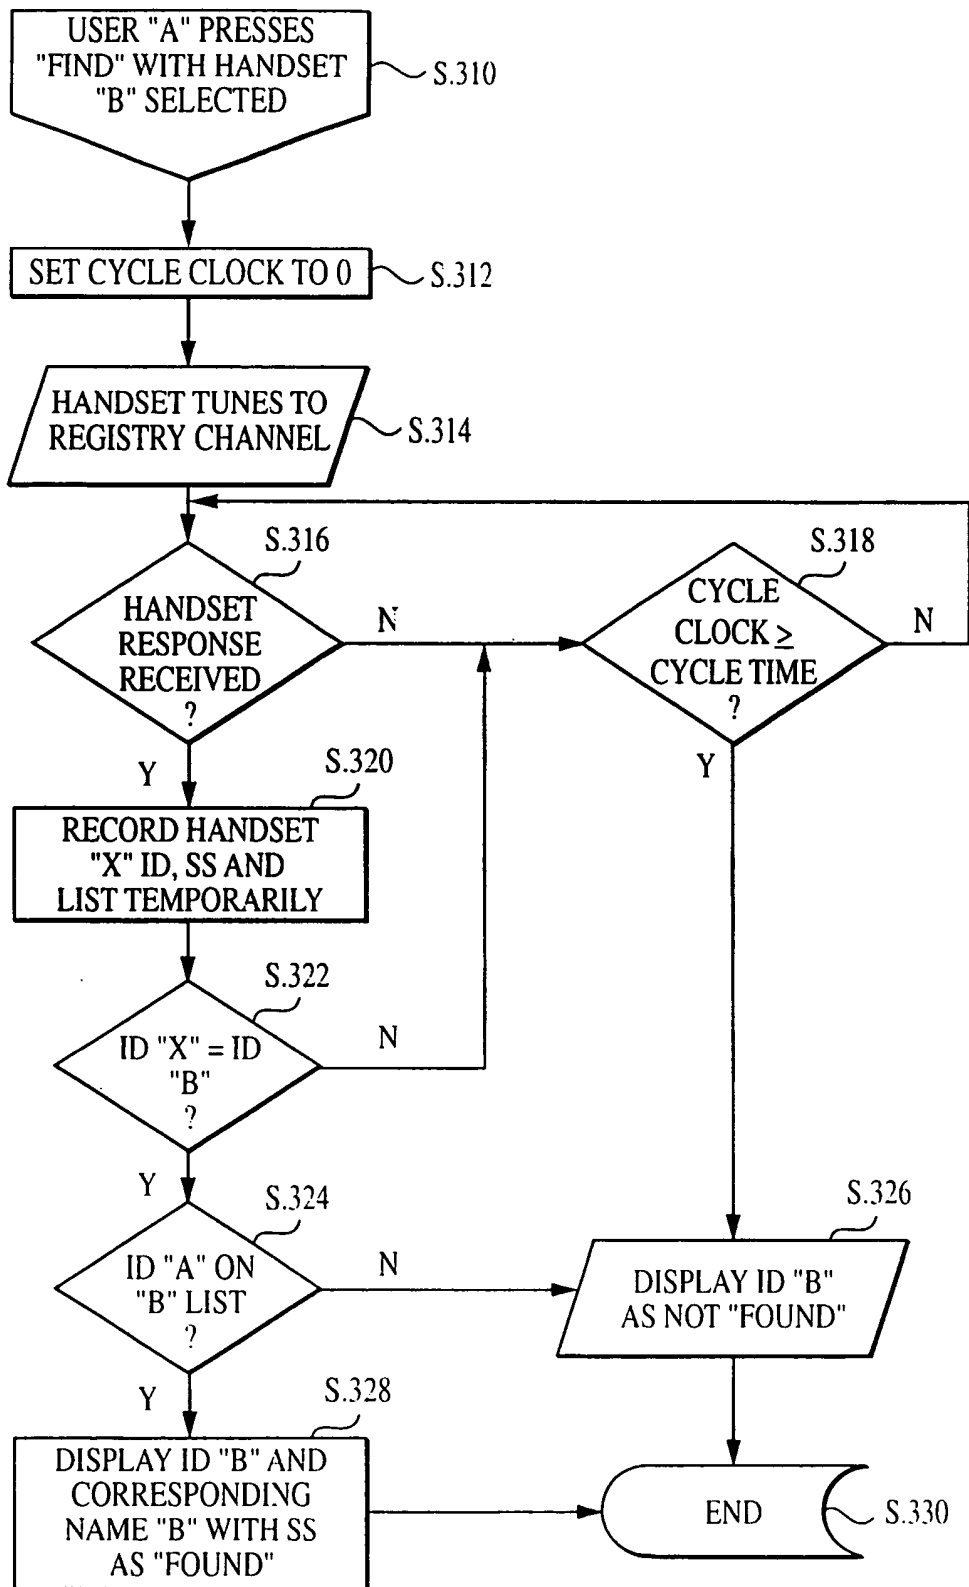 USER "A" PRESSES
"FIND" WITH HANDSET
"B" SELECTED
S.310
SET CYCLE CLOCK TO 0
S.312
HANDSET TUNES TO
REGISTRY CHANNEL
S.314
S.316
HANDSET
RESPONSE
RECEIVED
?
N
Y
S.318
CYCLE
CLOCK ≥
CYCLE TIME
?
N
Y
S.320
RECORD HANDSET
"X" ID, SS AND
LIST TEMPORARILY
S.322
ID "X" = ID
"B"
?
N
Y
S.324
ID "A" ON
"B" LIST
?
N
Y
S.326
DISPLAY ID "B"
AS NOT "FOUND"
S.328
DISPLAY ID "B" AND
CORRESPONDING
NAME "B" WITH SS
AS "FOUND"
END
S.330